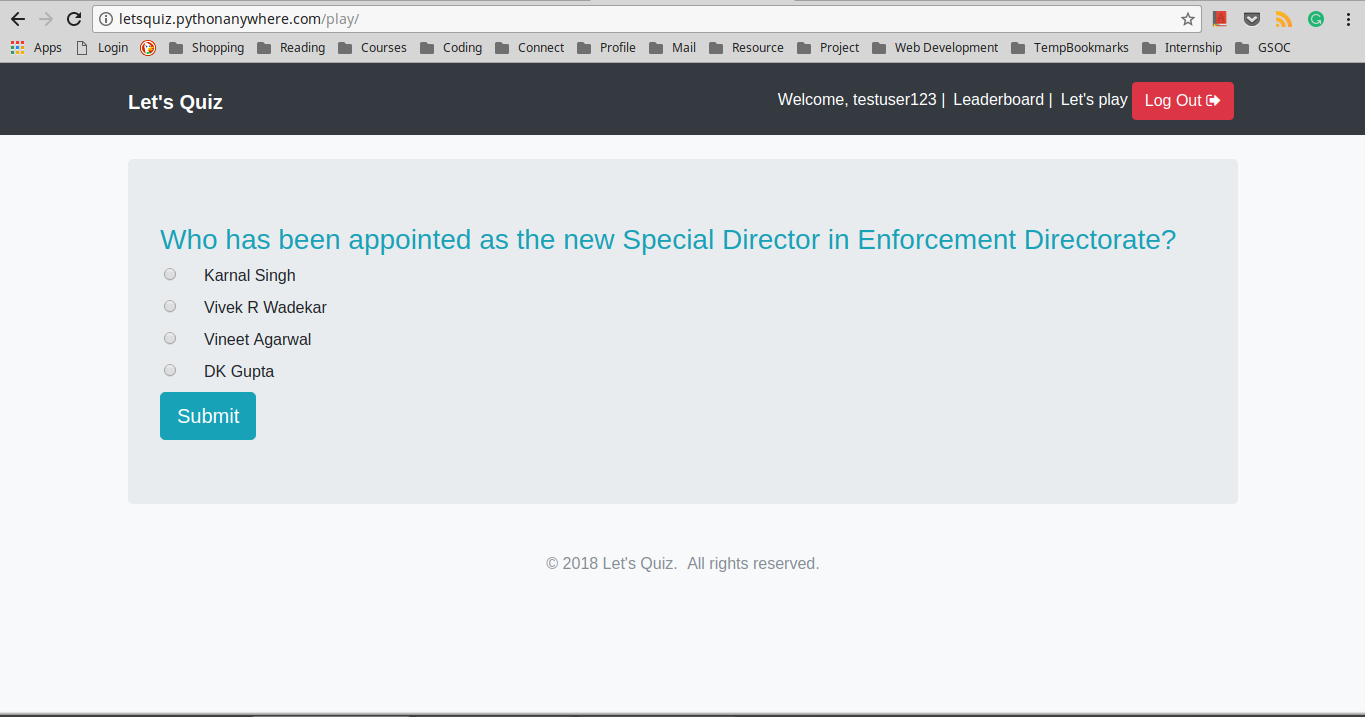 letsquiz.pythonanywhere.com/play/
Apps Login Shopping Reading Courses Coding Connect Profile Mail Resource Project Web Development TempBookmarks Internship GSOC
Let's Quiz Welcome, testuser123 | Leaderboard | Let's play Log Out
Who has been appointed as the new Special Director in Enforcement Directorate?
Karnal Singh
Vivek R Wadekar
Vineet Agarwal
DK Gupta
Submit
© 2018 Let's Quiz. All rights reserved.